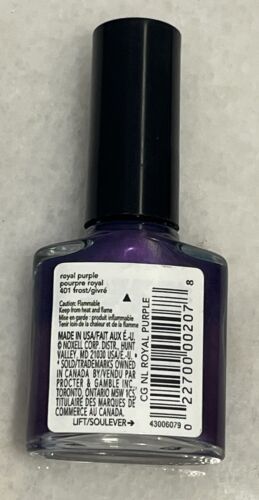 royal purple
pourpre royal
401 frost/givré
Caution: Flammable
Keep from heat and flame
Mise en garde : produit inflammable
Tenir loin de la chaleur et de la flamme
MADE IN USA/FAIT AUX É.-U.
© NOXELL CORP. DISTR., HUNT
VALLEY, MD 21030 USA/É.-U.
* SOLD/TRADEMARKS OWNED
IN CANADA BY/VENDU PAR
PROCTER & GAMBLE INC.
TORONTO, ONTARIO M5W 1C5
TITULAIRE DES MARQUES DE
COMMERCE AU CANADA.
LIFT/SOULEVER→
43006079
CG NL ROYAL PURPLE
0 22700 00207 8